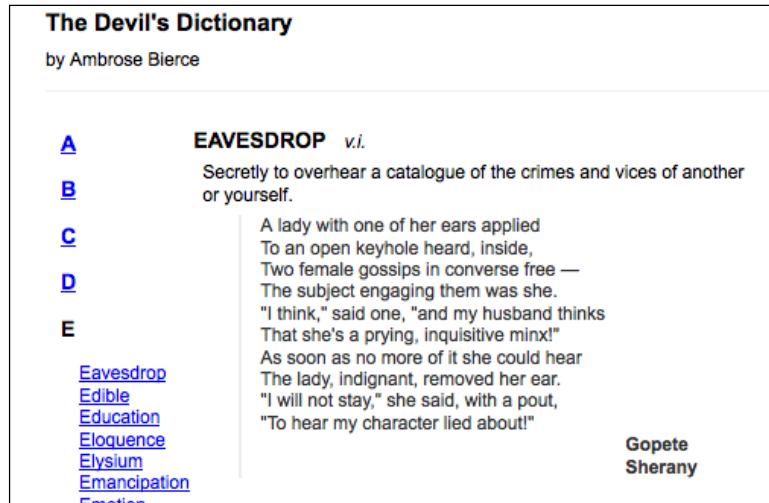 The Devil's Dictionary
by Ambrose Bierce
A
B
C
D
E
Eavesdrop
Edible
Education
Eloquence
Elysium
Emancipation
Emotion
EAVESDROP v.i.
Secretly to overhear a catalogue of the crimes and vices of another
or yourself.
A lady with one of her ears applied
To an open keyhole heard, inside,
Two female gossips in converse free —
The subject engaging them was she.
"I think," said one, "and my husband thinks
That she's a prying, inquisitive minx!"
As soon as no more of it she could hear
The lady, indignant, removed her ear.
"I will not stay," she said, with a pout,
"To hear my character lied about!"
Gopete
Sherany